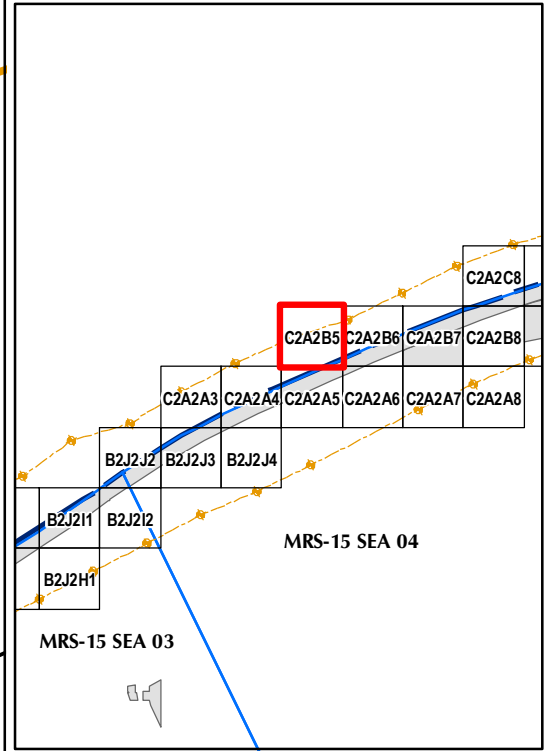 C2A2C8
C2A2B5 C2A2B6 C2A2B7 C2A2B8
C2A2A3 C2A2A4 C2A2A5 C2A2A6 C2A2A7 C2A2A8
B2J2J2 B2J2J3 B2J2J4
B2J2I1 B2J2I2
MRS-15 SEA 04
B2J2H1
MRS-15 SEA 03